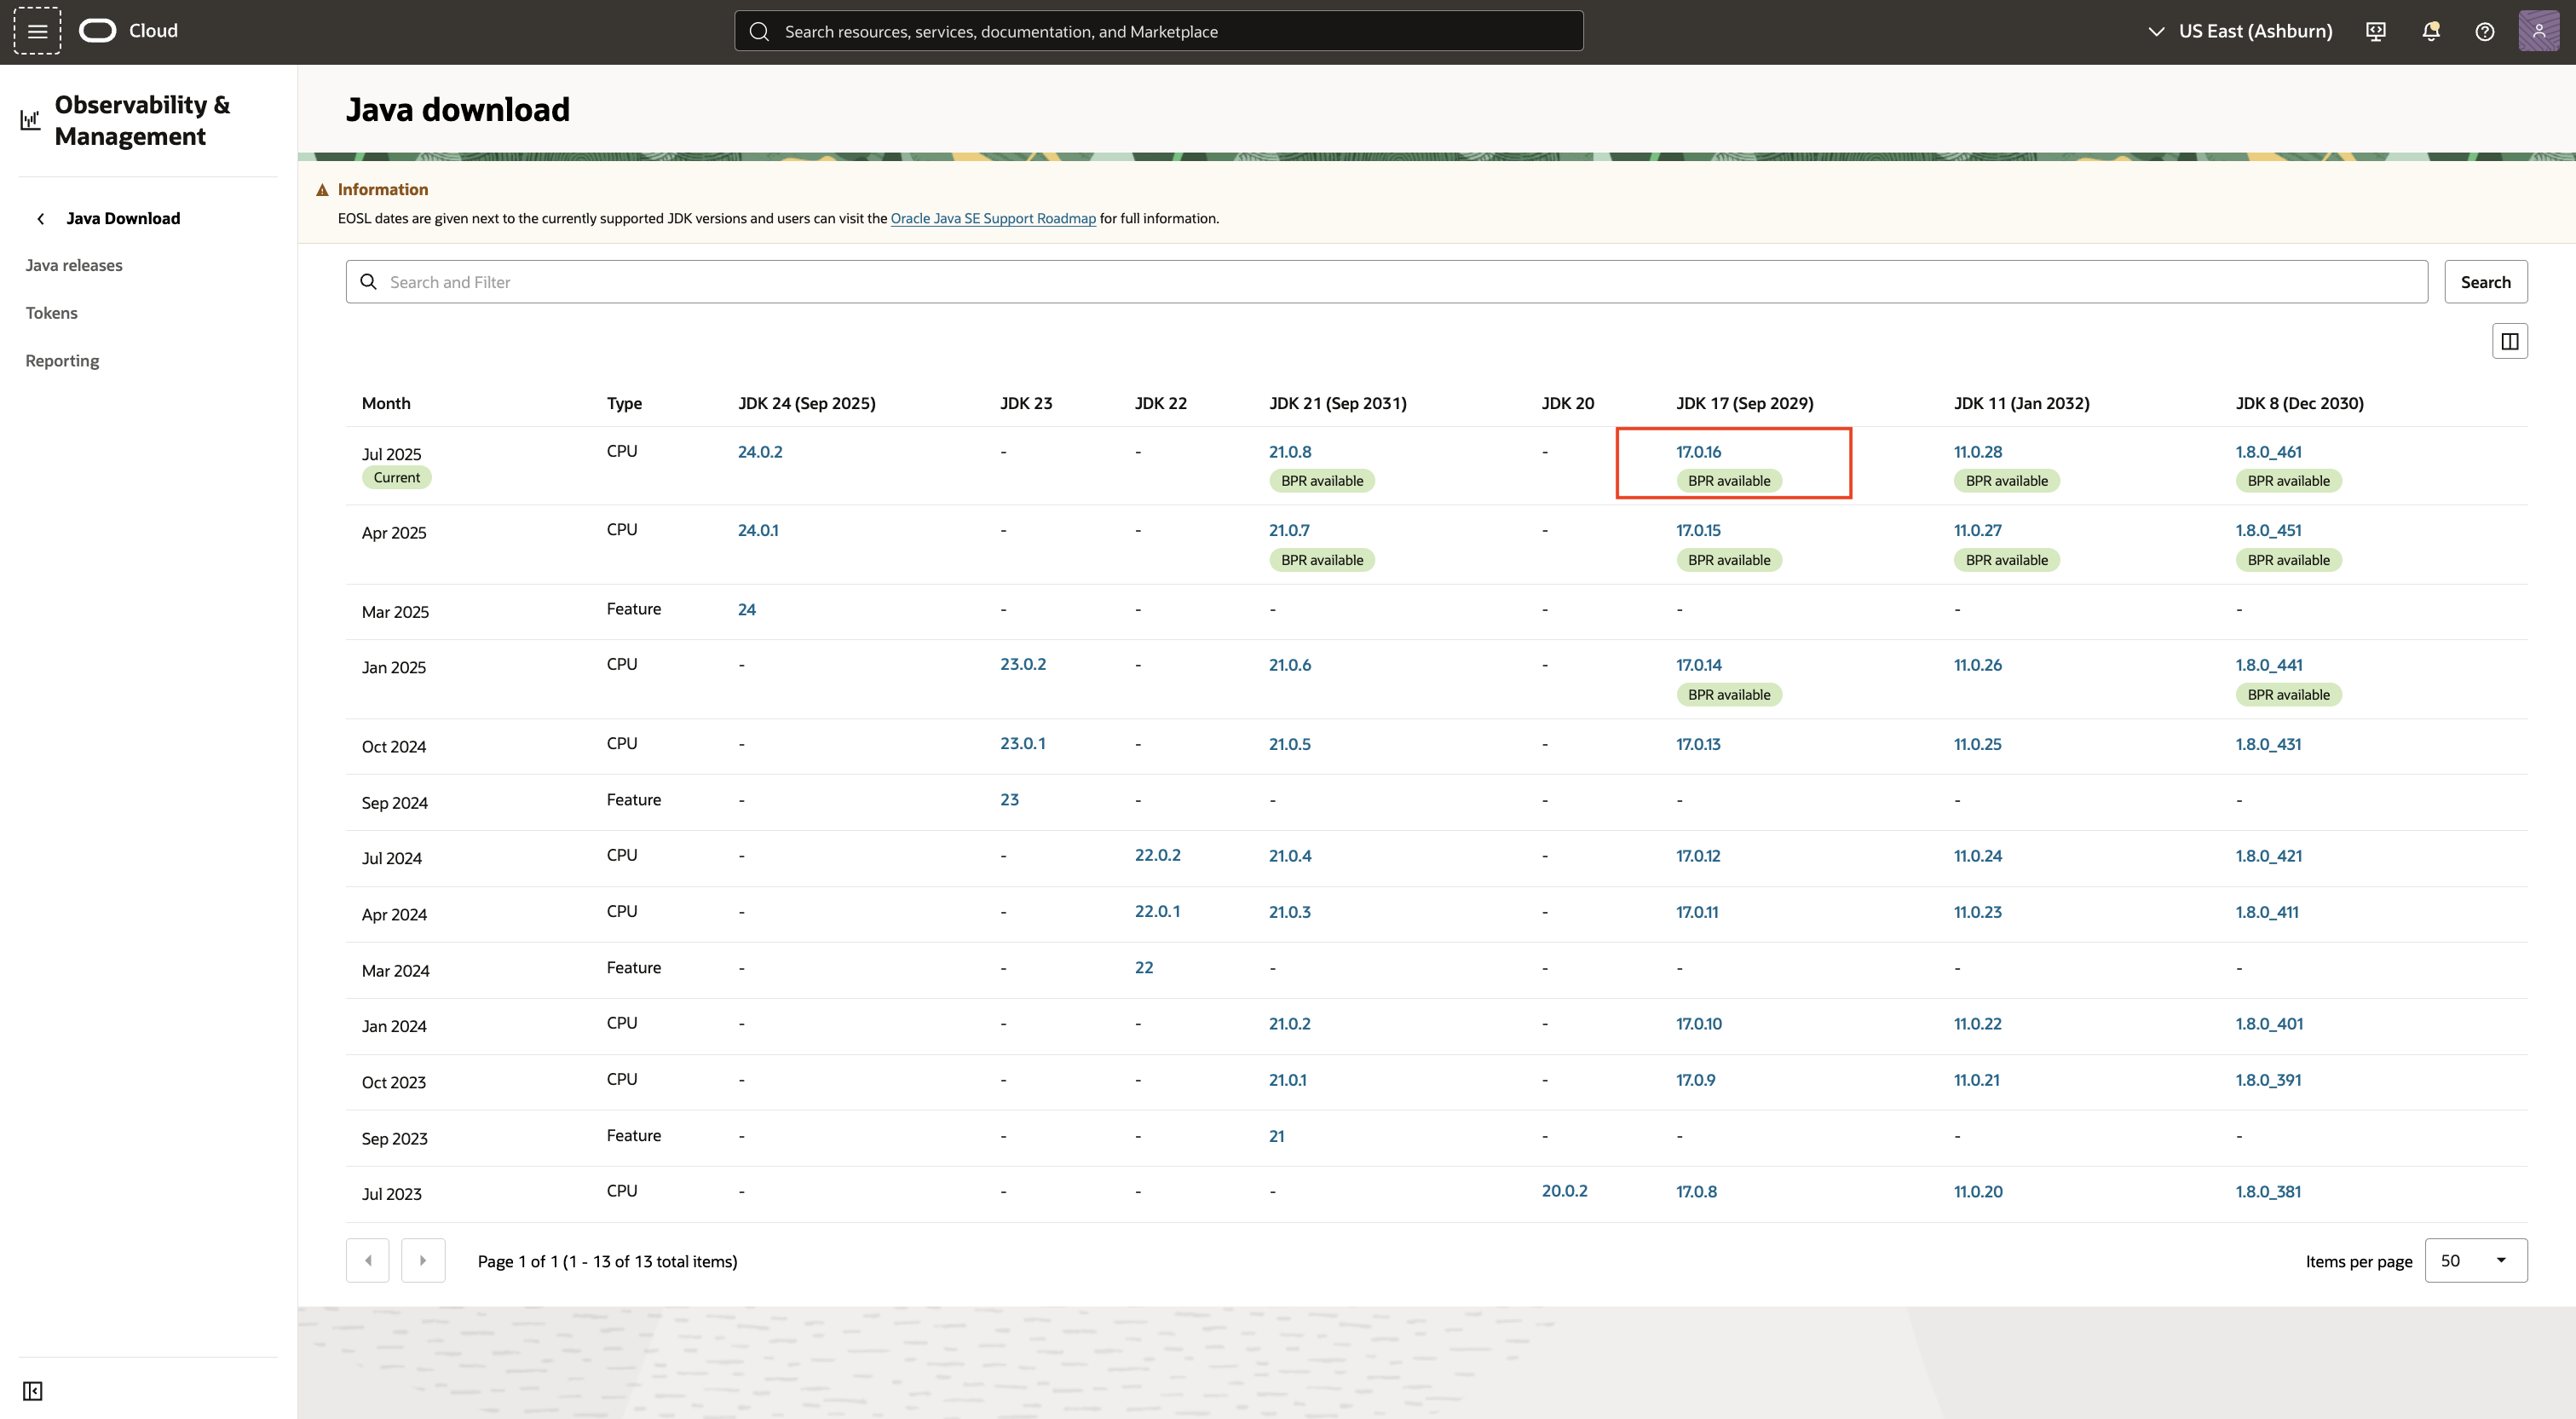 Cloud
Search resources, services, documentation, and Marketplace
US East (Ashburn)
Observability &
Management
Java Download
Java releases
Tokens
Reporting
Java download
Information
EOSL dates are given next to the currently supported JDK versions and users can visit the Oracle Java SE Support Roadmap for full information.
Search and Filter
Search
Month Type JDK 24 (Sep 2025) JDK 23 JDK 22 JDK 21 (Sep 2031) JDK 20 JDK 17 (Sep 2029) JDK 11 (Jan 2032) JDK 8 (Dec 2030)
Jul 2025 CPU 24.0.2 - - 21.0.8 - 17.0.16 11.0.28 1.8.0_461
Current BPR available BPR available BPR available BPR available
Apr 2025 CPU 24.0.1 - - 21.0.7 - 17.0.15 11.0.27 1.8.0_451
BPR available BPR available BPR available BPR available
Mar 2025 Feature 24 - - - - - - -
Jan 2025 CPU - 23.0.2 - 21.0.6 - 17.0.14 11.0.26 1.8.0_441
BPR available BPR available
Oct 2024 CPU - 23.0.1 - 21.0.5 - 17.0.13 11.0.25 1.8.0_431
Sep 2024 Feature - 23 - - - - - -
Jul 2024 CPU - - 22.0.2 21.0.4 - 17.0.12 11.0.24 1.8.0_421
Apr 2024 CPU - - 22.0.1 21.0.3 - 17.0.11 11.0.23 1.8.0_411
Mar 2024 Feature - - 22 - - - - -
Jan 2024 CPU - - - 21.0.2 - 17.0.10 11.0.22 1.8.0_401
Oct 2023 CPU - - - 21.0.1 - 17.0.9 11.0.21 1.8.0_391
Sep 2023 Feature - - - 21 - - - -
Jul 2023 CPU - - - - 20.0.2 17.0.8 11.0.20 1.8.0_381
Page 1 of 1 (1 - 13 of 13 total items)
Items per page 50